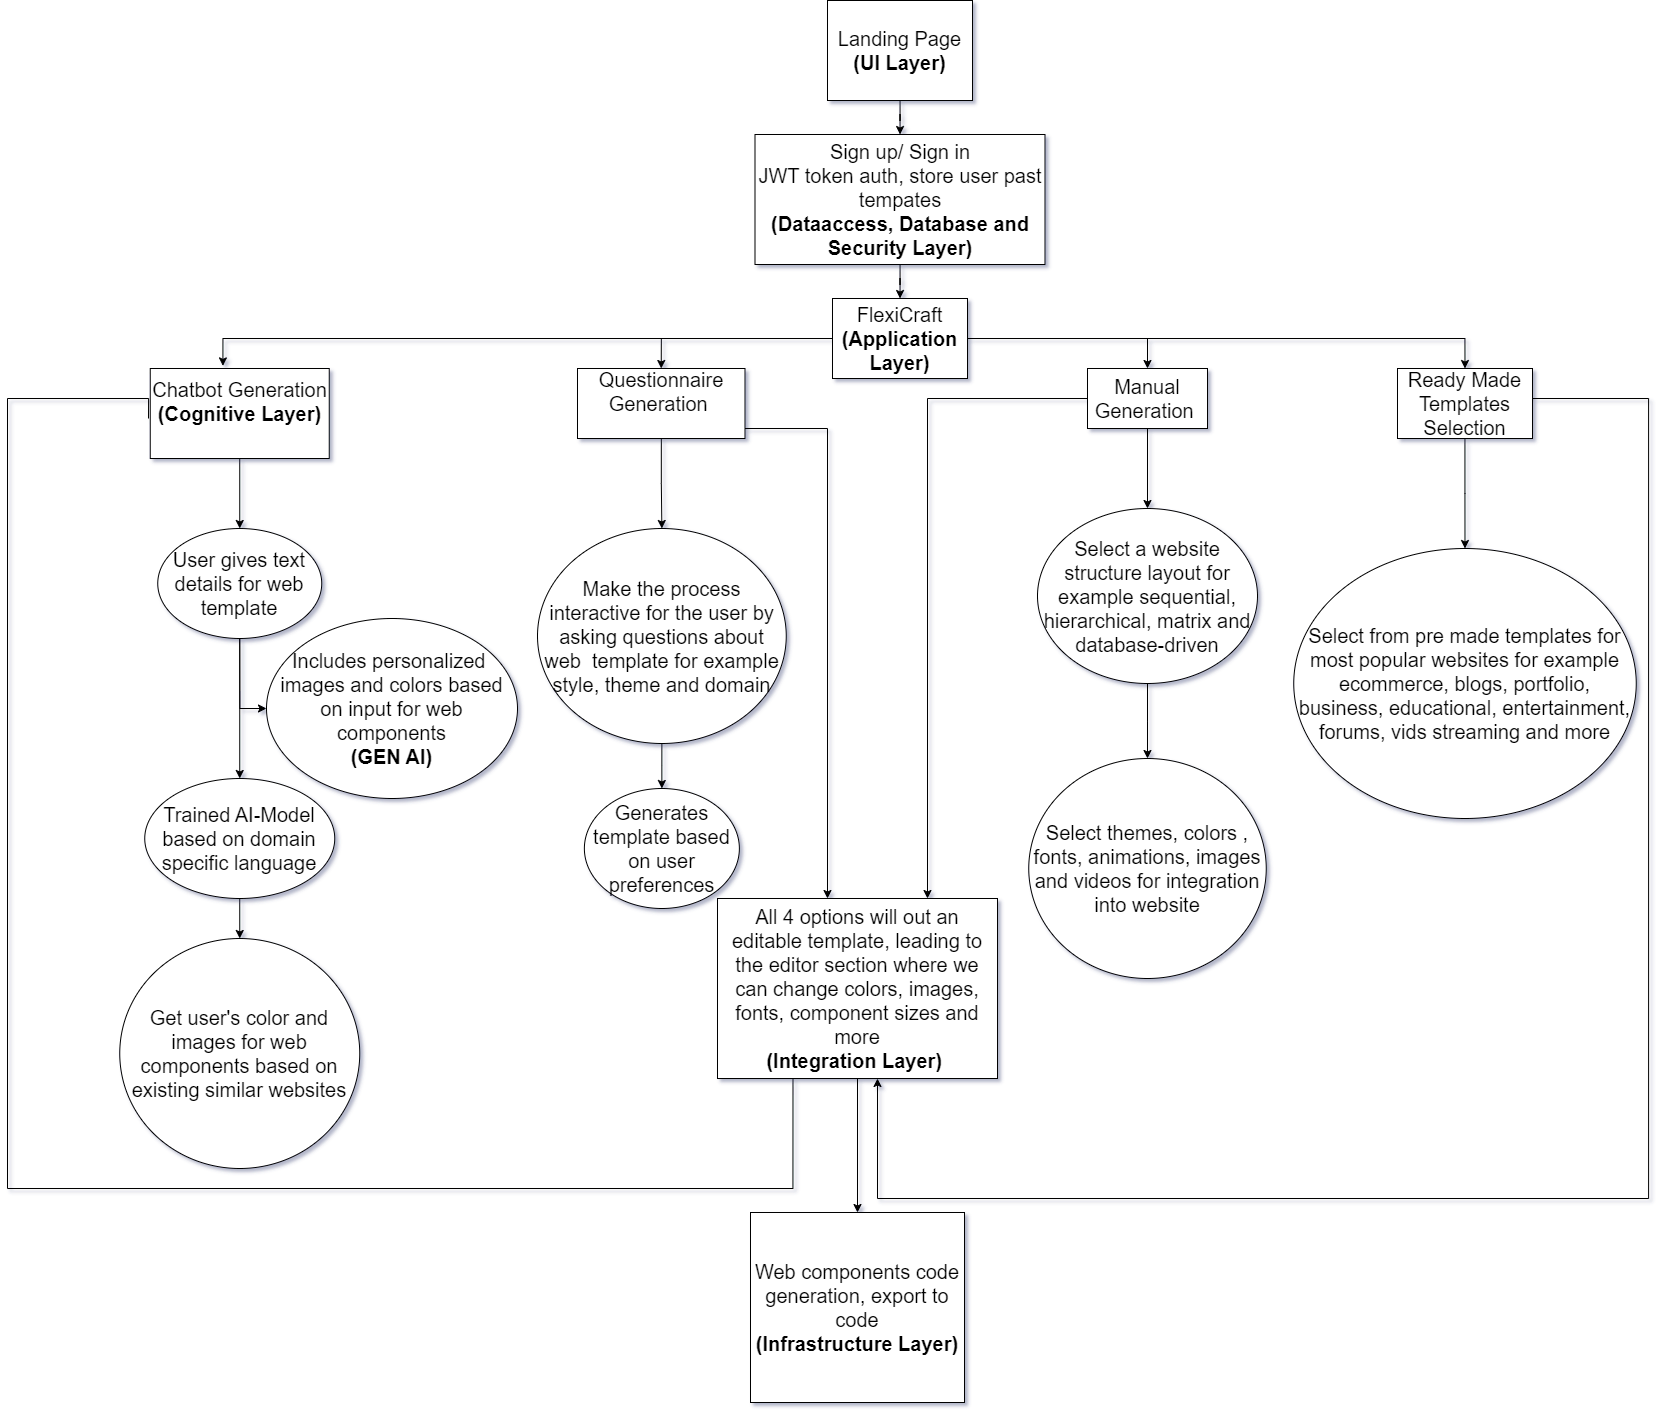 Landing Page
(UI Layer)
Sign up/ Sign in
JWT token auth, store user past
tempates
(Dataaccess, Database and
Security Layer)
FlexiCraft
(Application
Layer)
Chatbot Generation
(Cognitive Layer)
Questionnaire
Generation
Manual
Generation
Ready Made
Templates
Selection
User gives text
details for web
template
Includes personalized
images and colors based
on input for web
components
(GEN AI)
Trained AI-Model
based on domain
specific language
Get user's color and
images for web
components based on
existing similar websites
Make the process
interactive for the user by
asking questions about
web  template for example
style, theme and domain
Generates
template based
on user
preferences
Select a website
structure layout for
example sequential,
hierarchical, matrix and
database-driven
Select themes, colors ,
fonts, animations, images
and videos for integration
into website
Select from pre made templates for
most popular websites for example
ecommerce, blogs, portfolio,
business, educational, entertainment,
forums, vids streaming and more
All 4 options will out an
editable template, leading to
the editor section where we
can change colors, images,
fonts, component sizes and
more
(Integration Layer)
Web components code
generation, export to
code
(Infrastructure Layer)